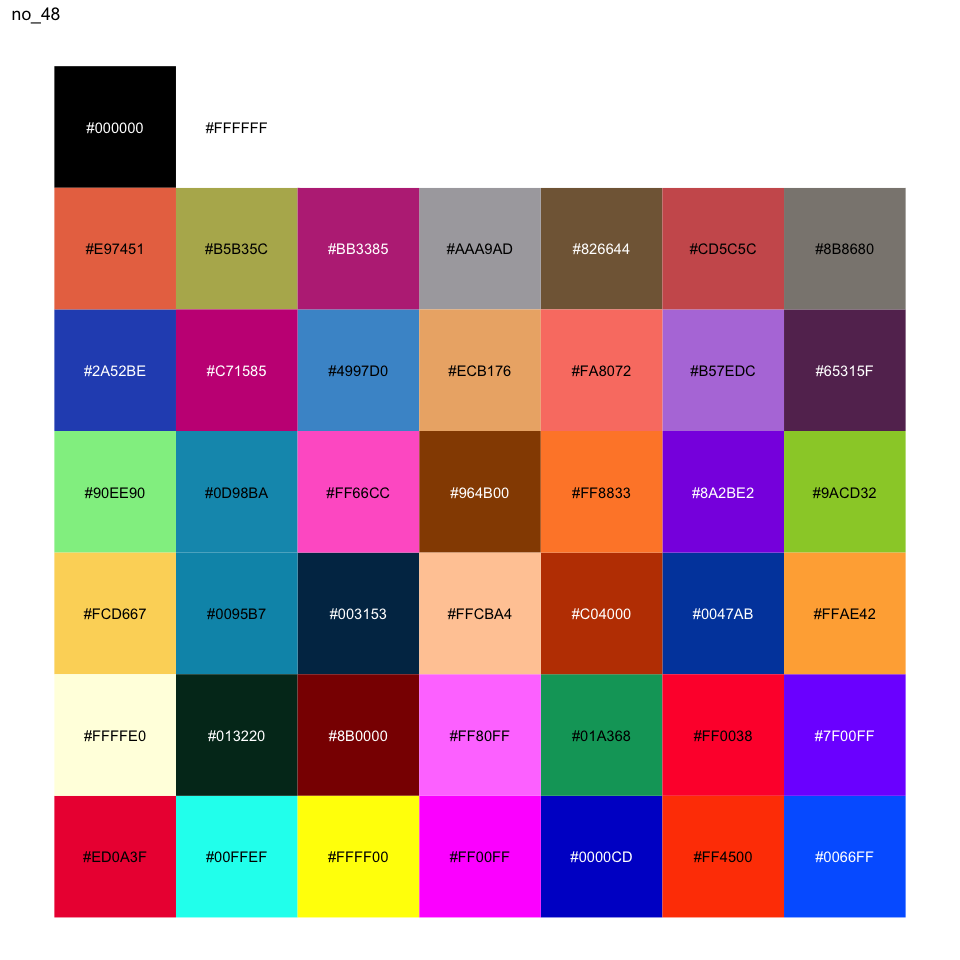 no_48
#000000 #FFFFFF
#E97451 #B5B35C #BB3385 #AAA9AD #826644 #CD5C5C #8B8680
#2A52BE #C71585 #4997D0 #ECB176 #FA8072 #B57EDC #65315F
#90EE90 #0D98BA #FF66CC #964B00 #FF8833 #8A2BE2 #9ACD32
#FCD667 #0095B7 #003153 #FFCBA4 #C04000 #0047AB #FFAE42
#FFFFE0 #013220 #8B0000 #FF80FF #01A368 #FF0038 #7F00FF
#ED0A3F #00FFEF #FFFF00 #FF00FF #0000CD #FF4500 #0066FF